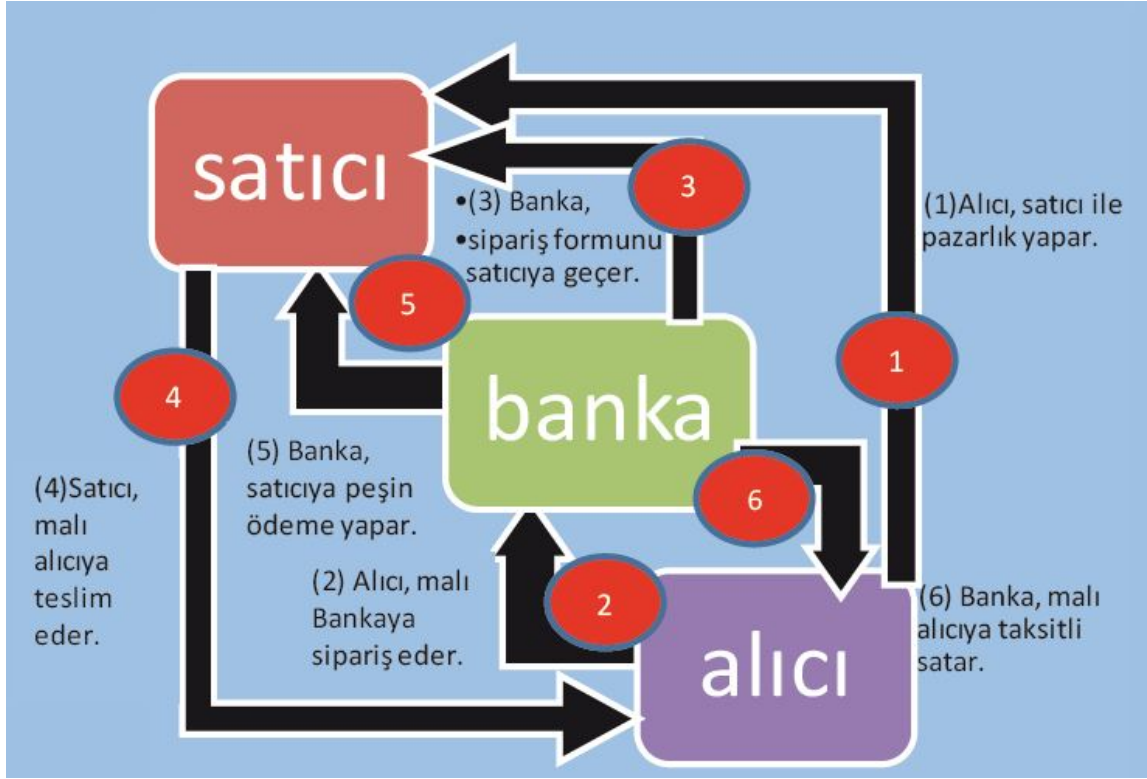 satıcı
3
•(3) Banka,
•sipariş formunu
satıcıya geçer.
(1)Alıcı, satıcı ile
pazarlık yapar.
5
1
4
banka
(5) Banka,
satıcıya peşin
ödeme yapar.
6
(4)Satıcı,
malı
alıcıya
teslim
eder.
(2) Alıcı, malı
Bankaya
sipariş eder.
2
alıcı
(6) Banka, malı
alıcıya taksitli
satar.